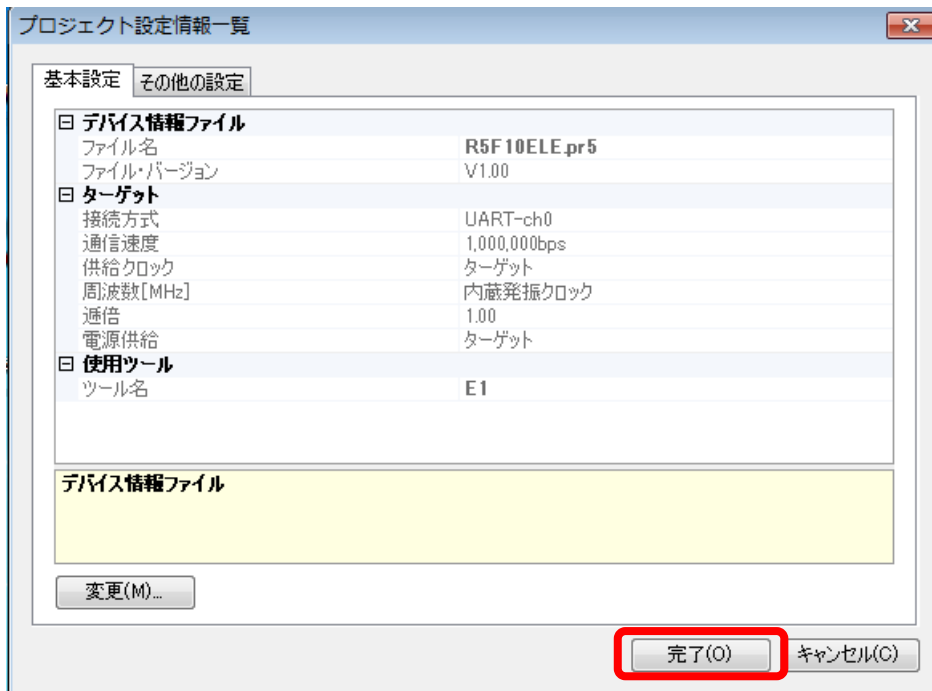 プロジェクト設定情報一覧
基本設定 その他の設定
デバイス情報ファイル
ファイル名 R5F10ELE.pr5
ファイル・バージョン V1.00
ターゲット
接続方式 UART-ch0
通信速度 1,000,000bps
供給クロック ターゲット
周波数[MHz] 内蔵発振クロック
逓倍 1.00
電源供給 ターゲット
使用ツール
ツール名 E1
デバイス情報ファイル
変更(M)...
完了(O) キャンセル(C)